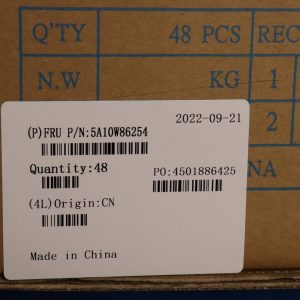 Q'TY 48 PCS REC
N.W KG 1
2
NA
2022-09-21
(P)FRU P/N:5A10W86254
Quantity:48
PO:4501886425
(4L)Origin:CN
Made in China